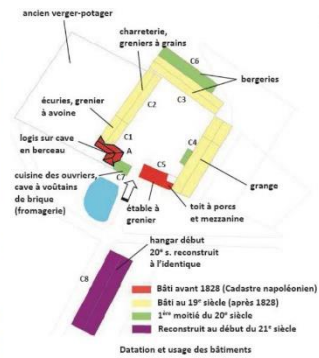 ancien verger-potager
charreterie,
greniers à grains
C6
bergeries
C3
écuries, grenier
à avoine
C2
logis sur cave
en berceau
C1
A
C4
C5
cuisine des ouvriers,
cave à voûtains
de brique
(fromagerie)
C7
étable à
grenier
toit à porcs
et mezzanine
grange
hangar début
20e s. reconstruit
à l'identique
C8
Bâti avant 1828 (Cadastre napoléonien)
Bâti au 19e siècle (après 1828)
1ère moitié du 20e siècle
Reconstruit au début du 21e siècle
Datation et usage des bâtiments